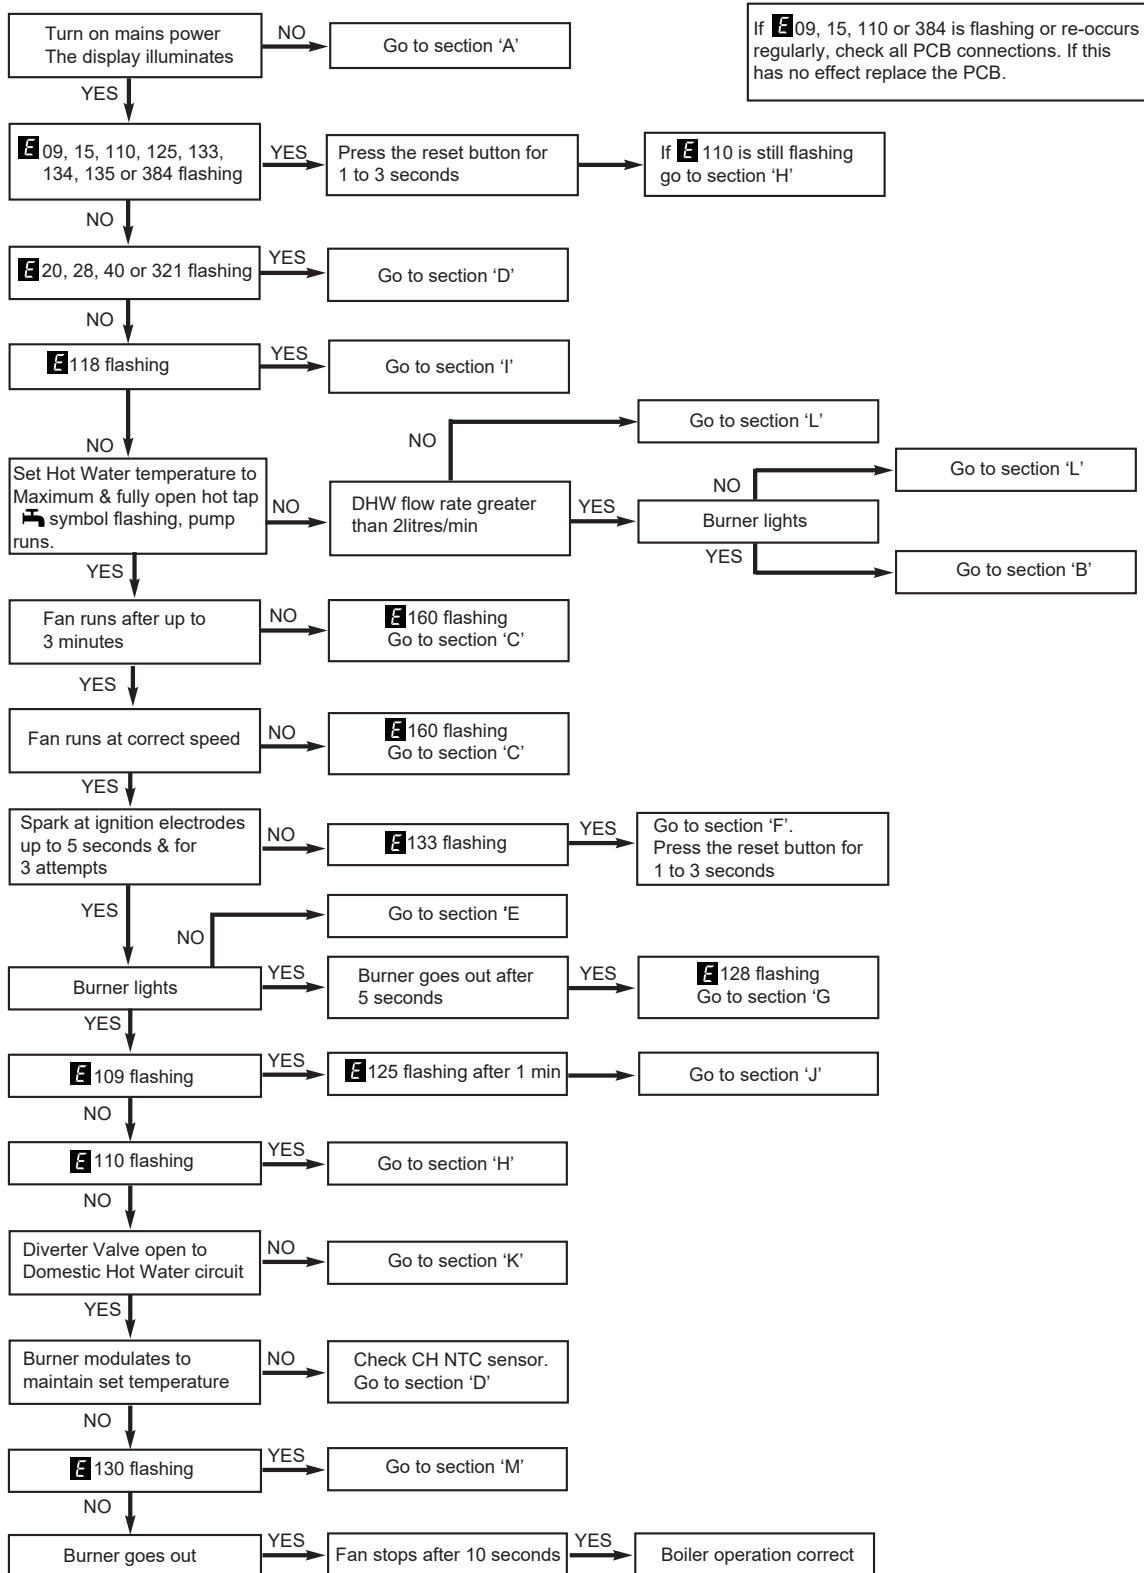 Turn on mains power
The display illuminates
NO
Go to section ‘A’
If E 09, 15, 110 or 384 is flashing or re-occurs
regularly, check all PCB connections. If this
has no effect replace the PCB.
YES
E 09, 15, 110, 125, 133,
134, 135 or 384 flashing
YES
Press the reset button for
1 to 3 seconds
If E 110 is still flashing
go to section ‘H’
NO
E 20, 28, 40 or 321 flashing
YES
Go to section ‘D’
NO
E 118 flashing
YES
Go to section ‘I’
NO
Set Hot Water temperature to
Maximum & fully open hot tap
symbol flashing, pump
runs.
NO
DHW flow rate greater
than 2litres/min
NO
Go to section ‘L’
YES
Burner lights
NO
Go to section ‘L’
YES
Go to section ‘B’
YES
Fan runs after up to
3 minutes
NO
E 160 flashing
Go to section ‘C’
YES
Fan runs at correct speed
NO
E 160 flashing
Go to section ‘C’
YES
Spark at ignition electrodes
up to 5 seconds & for
3 attempts
NO
E 133 flashing
YES
Go to section ‘F’.
Press the reset button for
1 to 3 seconds
YES
NO
Go to section ‘E
Burner lights
YES
Burner goes out after
5 seconds
YES
E 128 flashing
Go to section ‘G
YES
E 109 flashing
YES
E 125 flashing after 1 min
Go to section ‘J’
NO
E 110 flashing
YES
Go to section ‘H’
NO
Diverter Valve open to
Domestic Hot Water circuit
NO
Go to section ‘K’
YES
Burner modulates to
maintain set temperature
NO
Check CH NTC sensor.
Go to section ‘D’
NO
E 130 flashing
YES
Go to section ‘M’
NO
Burner goes out
YES
Fan stops after 10 seconds
YES
Boiler operation correct